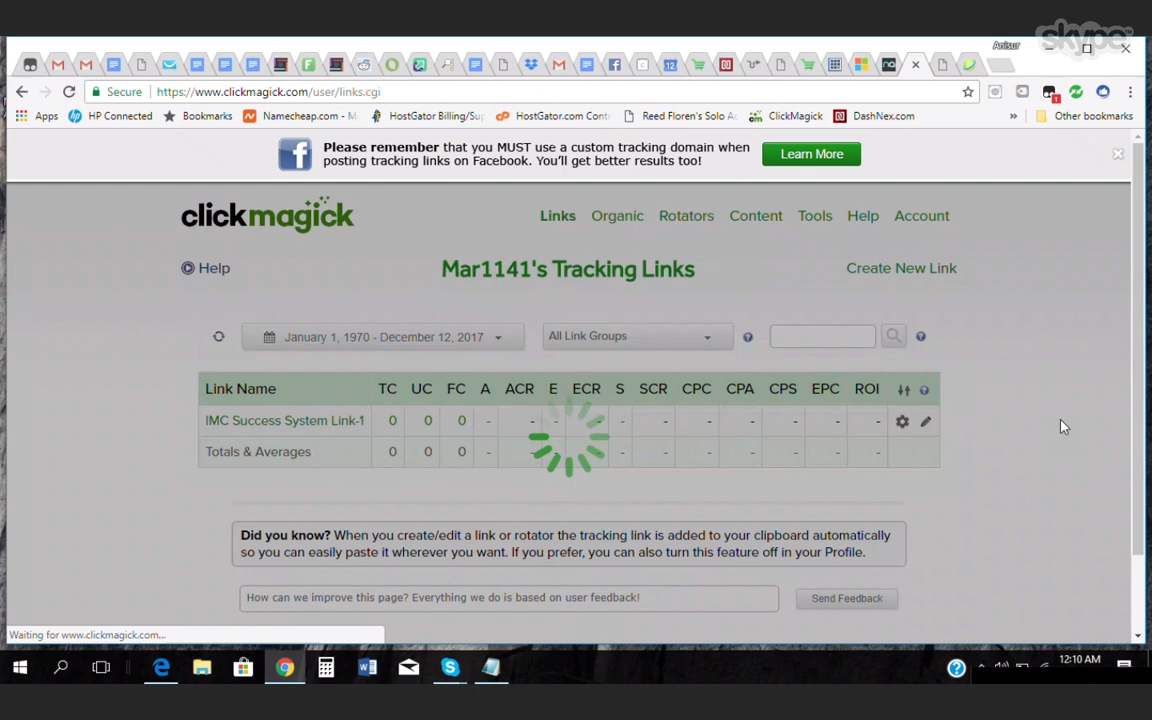 skype
Anisur
Secure https://www.clickmagick.com/user/links.cgi
Apps HP Connected Bookmarks Namecheap.com - HostGator Billing/Sup HostGator.com Contr Reed Floren's Solo A ClickMagick DashNex.com » Other bookmarks
Please remember that you MUST use a custom tracking domain when
posting tracking links on Facebook. You'll get better results too!
Learn More
clickmagick
Links Organic Rotators Content Tools Help Account
Help
Mar1141's Tracking Links
Create New Link
January 1, 1970 - December 12, 2017
All Link Groups
Link Name TC UC FC A ACR E ECR S SCR CPC CPA CPS EPC ROI
IMC Success System Link-1 0 0 0 - - - - - - - - - - -
Totals & Averages 0 0 0 - - - - - - - - - - -
Did you know? When you create/edit a link or rotator the tracking link is added to your clipboard automatically
so you can easily paste it wherever you want. If you prefer, you can also turn this feature off in your Profile.
How can we improve this page? Everything we do is based on user feedback!
Send Feedback
Waiting for www.clickmagick.com...
12:10 AM